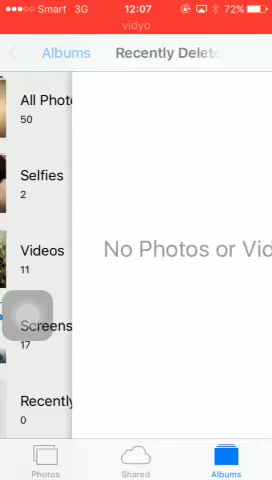 Smart 3G 12:07 72%
vidyo
Albums Recently Delete
All Photo
50
Selfies
2
Videos
11
Screens
17
Recently
0
No Photos or Vid
Photos Shared Albums